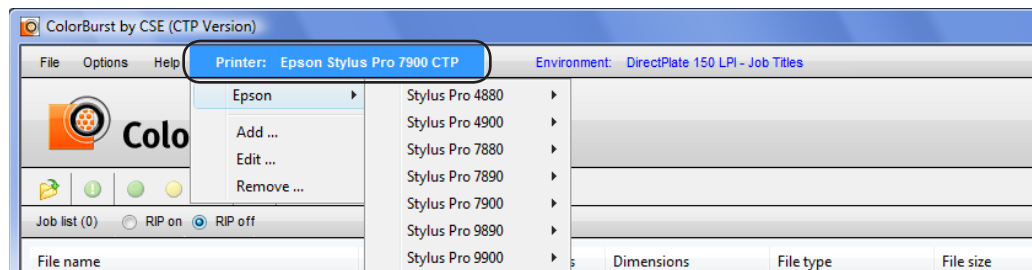 ColorBurst by CSE (CTP Version)
File Options Help Printer: Epson Stylus Pro 7900 CTP Environment: DirectPlate 150 LPI - Job Titles
Epson Stylus Pro 4880
Stylus Pro 4900
Add ...
Stylus Pro 7880
Edit ...
Stylus Pro 7890
Remove ...
Stylus Pro 7900
Colo
Job list (0) RIP on RIP off
Stylus Pro 9890
Stylus Pro 9900
File name Dimensions File type File size